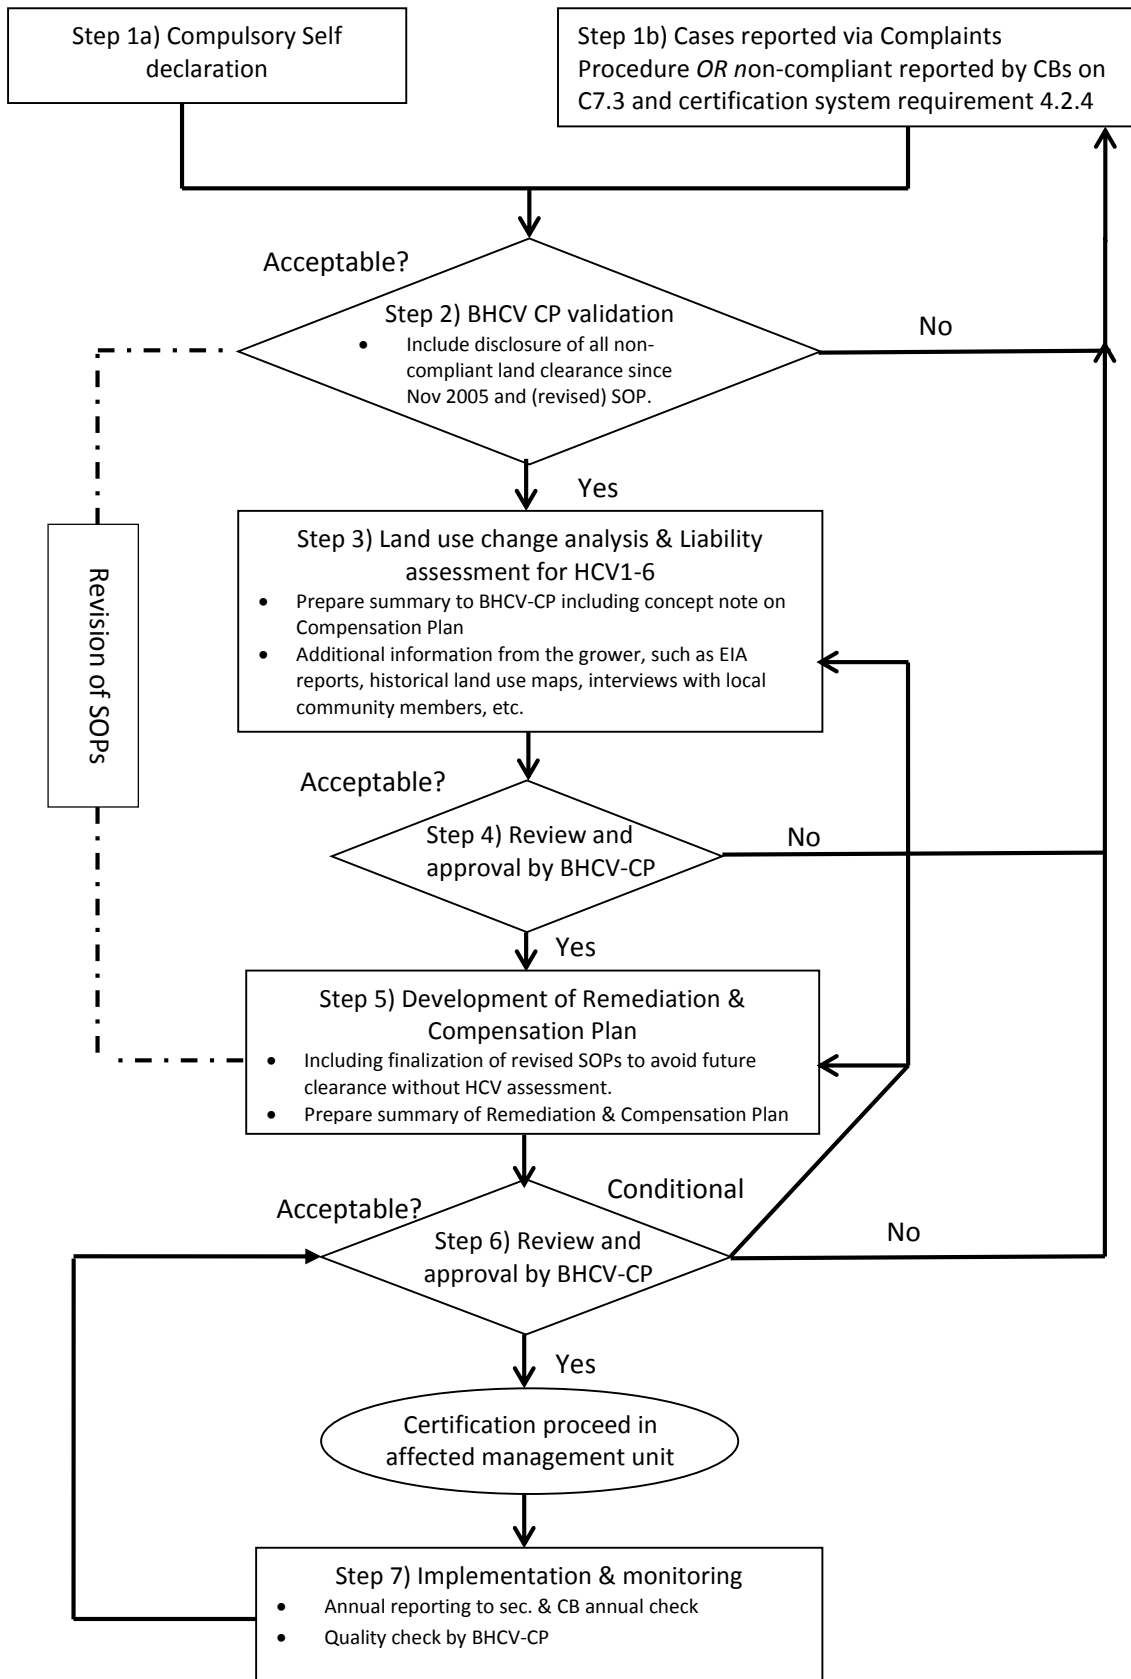 Step 1a) Compulsory Self
declaration
Step 1b) Cases reported via Complaints
Procedure OR non-compliant reported by CBs on
C7.3 and certification system requirement 4.2.4
Acceptable?
Step 2) BHCV CP validation
• Include disclosure of all non-
compliant land clearance since
Nov 2005 and (revised) SOP.
No
Yes
Revision of SOPs
Step 3) Land use change analysis & Liability
assessment for HCV1-6
• Prepare summary to BHCV-CP including concept note on
Compensation Plan
• Additional information from the grower, such as EIA
reports, historical land use maps, interviews with local
community members, etc.
Acceptable?
Step 4) Review and
approval by BHCV-CP
No
Yes
Step 5) Development of Remediation &
Compensation Plan
• Including finalization of revised SOPs to avoid future
clearance without HCV assessment.
• Prepare summary of Remediation & Compensation Plan
Conditional
Acceptable?
Step 6) Review and
approval by BHCV-CP
No
Yes
Certification proceed in
affected management unit
Step 7) Implementation & monitoring
• Annual reporting to sec. & CB annual check
• Quality check by BHCV-CP